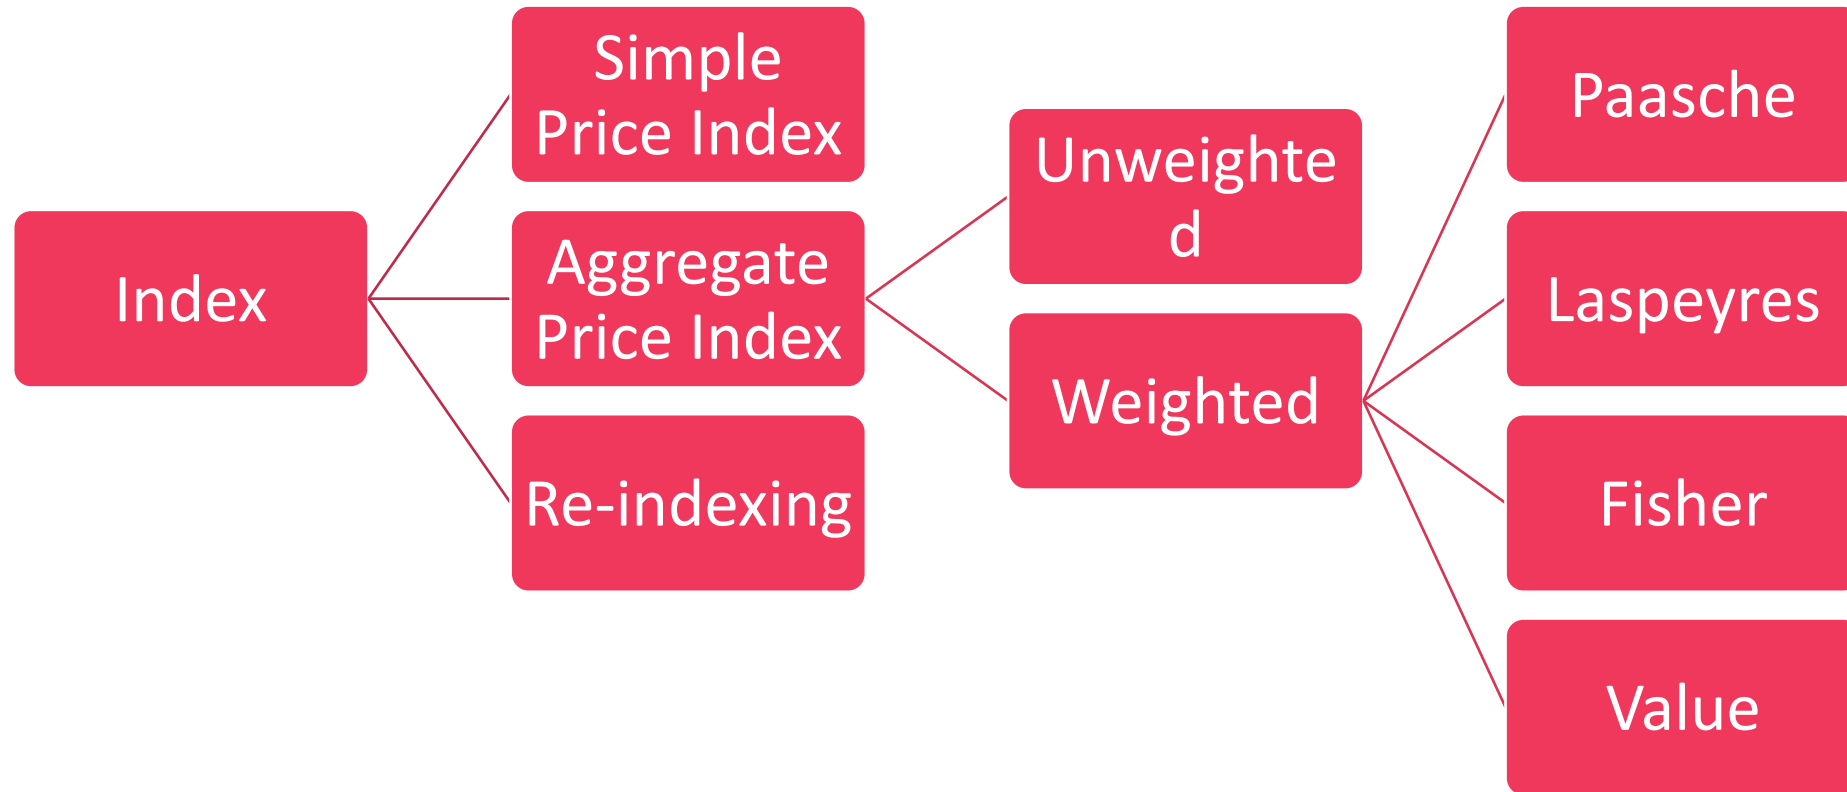 Index
Simple
Price Index
Aggregate
Price Index
Re-indexing
Unweighte
d
Weighted
Paasche
Laspeyres
Fisher
Value